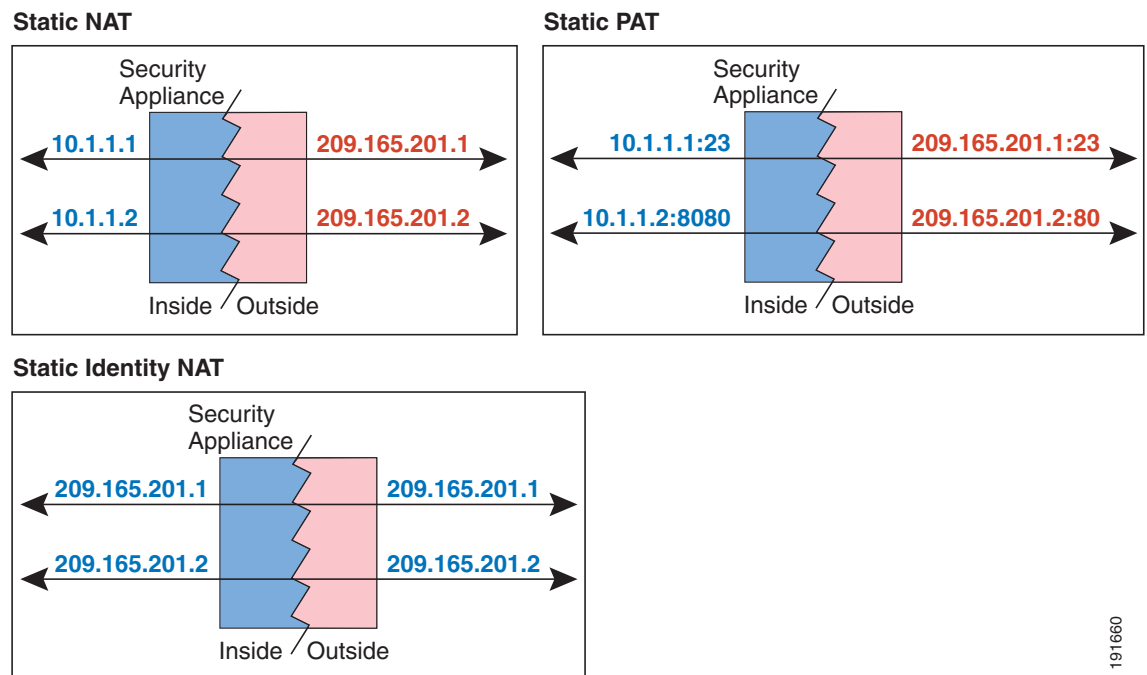 Static NAT
Security
Appliance
10.1.1.1 209.165.201.1
10.1.1.2 209.165.201.2
Inside Outside
Static PAT
Security
Appliance
10.1.1.1:23 209.165.201.1:23
10.1.1.2:8080 209.165.201.2:80
Inside Outside
Static Identity NAT
Security
Appliance
209.165.201.1 209.165.201.1
209.165.201.2 209.165.201.2
Inside Outside
191660